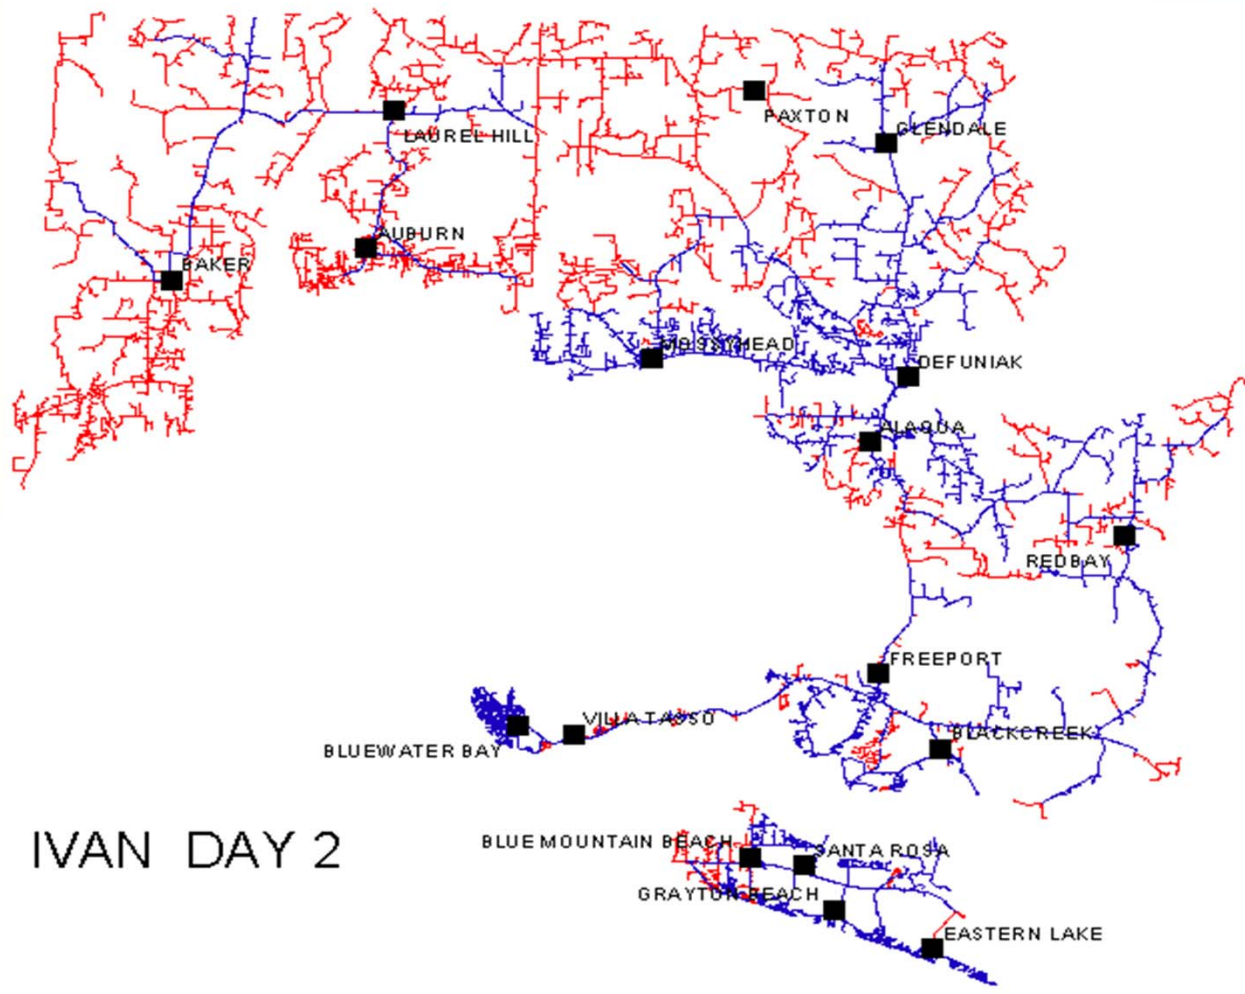 PAXTON
GLENDALE
LAUREL HILL
AUBURN
BAKER
MOSSYHEAD
DEFUNIAK
ALAQUA
REDBAY
FREEPORT
VILLA TASSO
BLUEWATER BAY
BLACKCREEK
IVAN DAY 2
BLUE MOUNTAIN BEACH
SANTA ROSA
GRAYTON BEACH
EASTERN LAKE